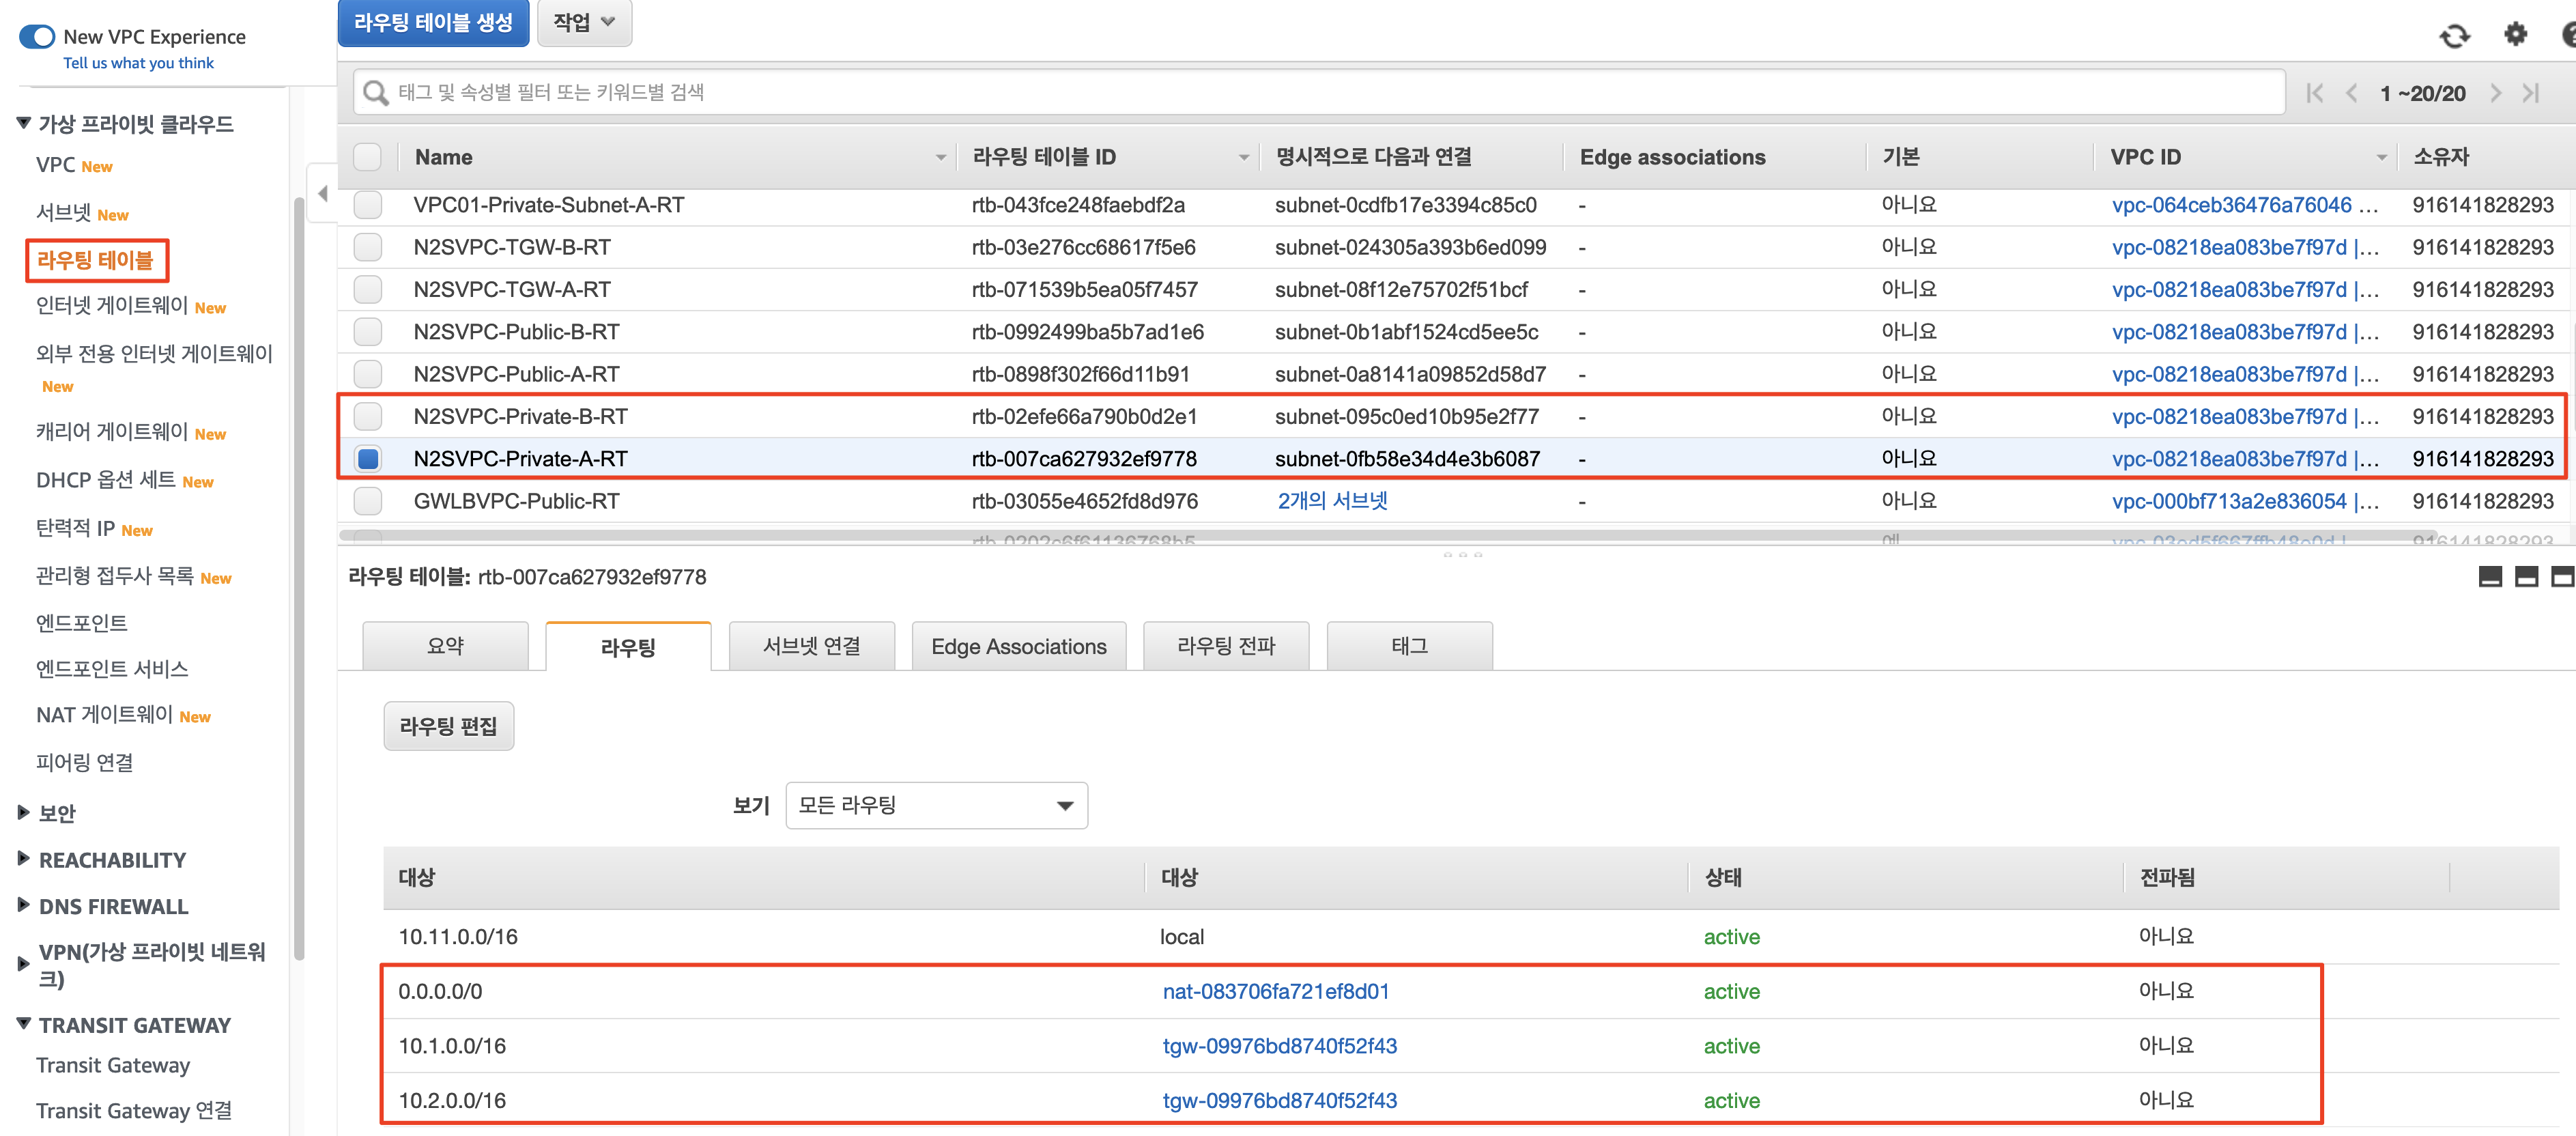 New VPC Experience
Tell us what you think
가상 프라이빗 클라우드
VPC New
서브넷 New
라우팅 테이블
인터넷 게이트웨이 New
외부 전용 인터넷 게이트웨이
New
캐리어 게이트웨이 New
DHCP 옵션 세트 New
탄력적 IP New
관리형 접두사 목록 New
엔드포인트
엔드포인트 서비스
NAT 게이트웨이 New
피어링 연결
보안
REACHABILITY
DNS FIREWALL
VPN(가상 프라이빗 네트워
크)
TRANSIT GATEWAY
Transit Gateway
Transit Gateway 연결
라우팅 테이블 생성 작업
태그 및 속성별 필터 또는 키워드별 검색 1 ~20/20
Name 라우팅 테이블 ID 명시적으로 다음과 연결 Edge associations 기본 VPC ID 소유자
VPC01-Private-Subnet-A-RT rtb-043fce248faebdf2a subnet-0cdfb17e3394c85c0 - 아니요 vpc-064ceb36476a76046 ... 916141828293
N2SVPC-TGW-B-RT rtb-03e276cc68617f5e6 subnet-024305a393b6ed099 - 아니요 vpc-08218ea083be7f97d |... 916141828293
N2SVPC-TGW-A-RT rtb-071539b5ea05f7457 subnet-08f12e75702f51bcf - 아니요 vpc-08218ea083be7f97d |... 916141828293
N2SVPC-Public-B-RT rtb-0992499ba5b7ad1e6 subnet-0b1abf1524cd5ee5c - 아니요 vpc-08218ea083be7f97d |... 916141828293
N2SVPC-Public-A-RT rtb-0898f302f66d11b91 subnet-0a8141a09852d58d7 - 아니요 vpc-08218ea083be7f97d |... 916141828293
N2SVPC-Private-B-RT rtb-02efe66a790b0d2e1 subnet-095c0ed10b95e2f77 - 아니요 vpc-08218ea083be7f97d |... 916141828293
N2SVPC-Private-A-RT rtb-007ca627932ef9778 subnet-0fb58e34d4e3b6087 - 아니요 vpc-08218ea083be7f97d |... 916141828293
GWLBVPC-Public-RT rtb-03055e4652fd8d976 2개의 서브넷 - 아니요 vpc-000bf713a2e836054 |... 916141828293
라우팅 테이블: rtb-007ca627932ef9778
요약 라우팅 서브넷 연결 Edge Associations 라우팅 전파 태그
라우팅 편집
보기 모든 라우팅
대상 대상 상태 전파됨
10.11.0.0/16 local active 아니요
0.0.0.0/0 nat-083706fa721ef8d01 active 아니요
10.1.0.0/16 tgw-09976bd8740f52f43 active 아니요
10.2.0.0/16 tgw-09976bd8740f52f43 active 아니요